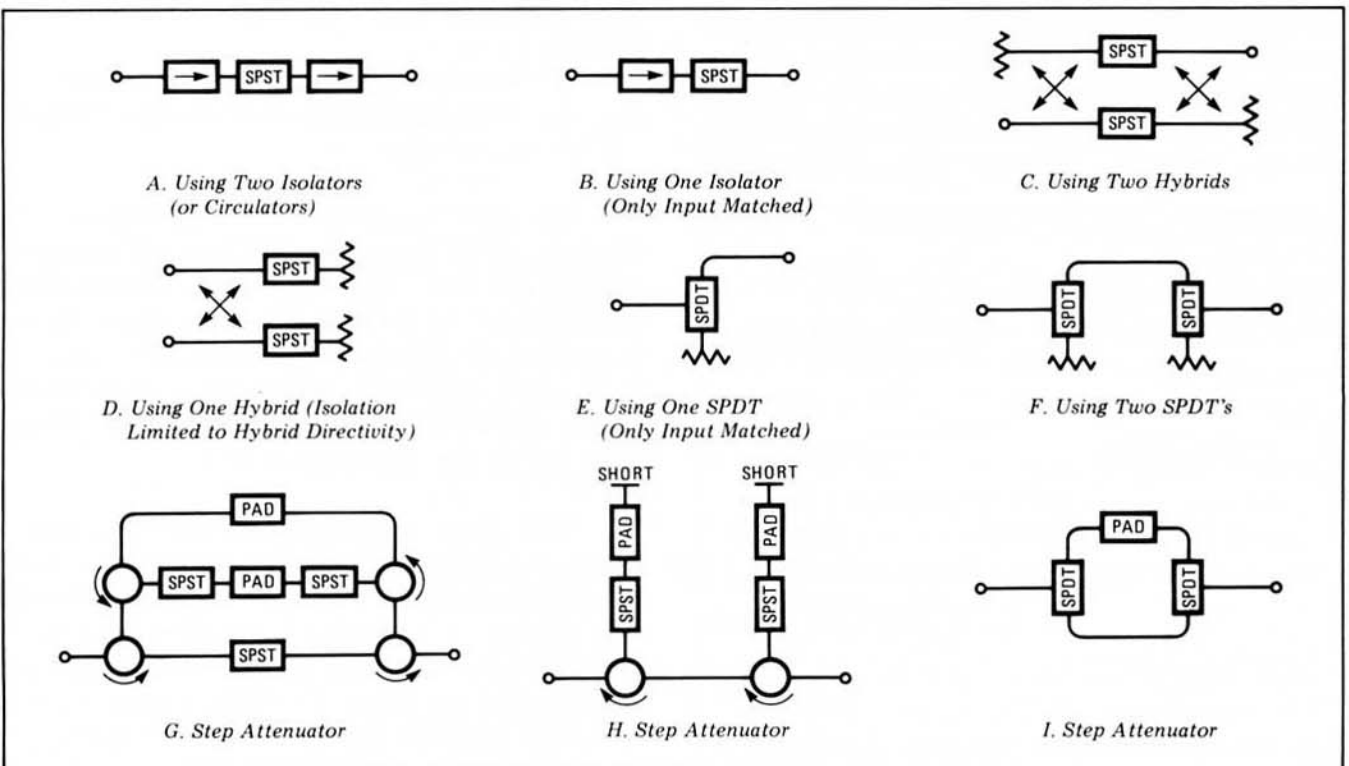 SPST
A. Using Two Isolators
(or Circulators)
SPST
B. Using One Isolator
(Only Input Matched)
SPST
SPST
C. Using Two Hybrids
SPST
SPST
D. Using One Hybrid (Isolation
Limited to Hybrid Directivity)
SPDT
E. Using One SPDT
(Only Input Matched)
SPDT
SPDT
F. Using Two SPDT's
PAD
SPST PAD SPST
SPST
G. Step Attenuator
SHORT SHORT
PAD PAD
SPST SPST
H. Step Attenuator
PAD
SPDT SPDT
I. Step Attenuator